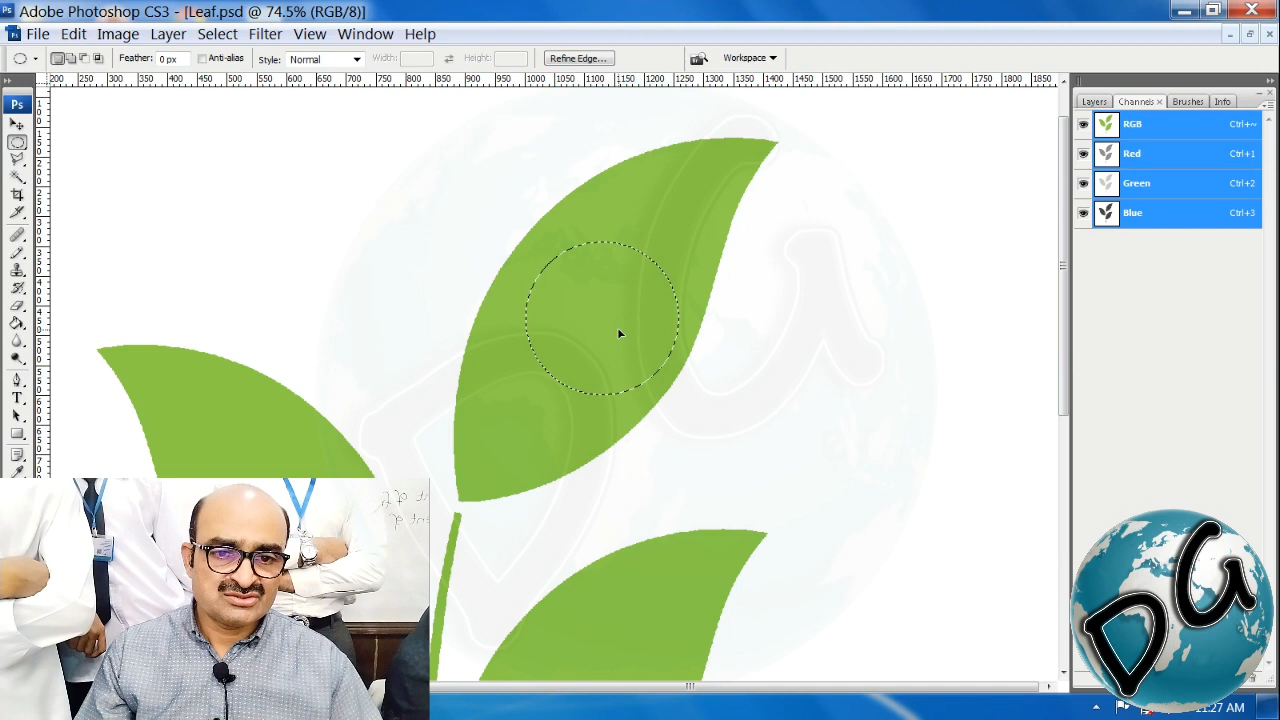 Adobe Photoshop CS3 - [Leaf.psd @ 74.5% (RGB/8)]
File Edit Image Layer Select Filter View Window Help
Feather: 0 px Anti-alias Style: Normal Width: Height: Refine Edge... Workspace
200 250 300 350 400 450 500 550 600 650 700 750 800 850 900 950 1000 1050 1100 1150 1200 1250 1300 1350 1400 1450 1500 1550 1600 1650 1700 1750 1800 1850
Ps
Layers Channels Brushes Info
RGB Ctrl+~
Red Ctrl+1
Green Ctrl+2
Blue Ctrl+3
DU
11:27 AM